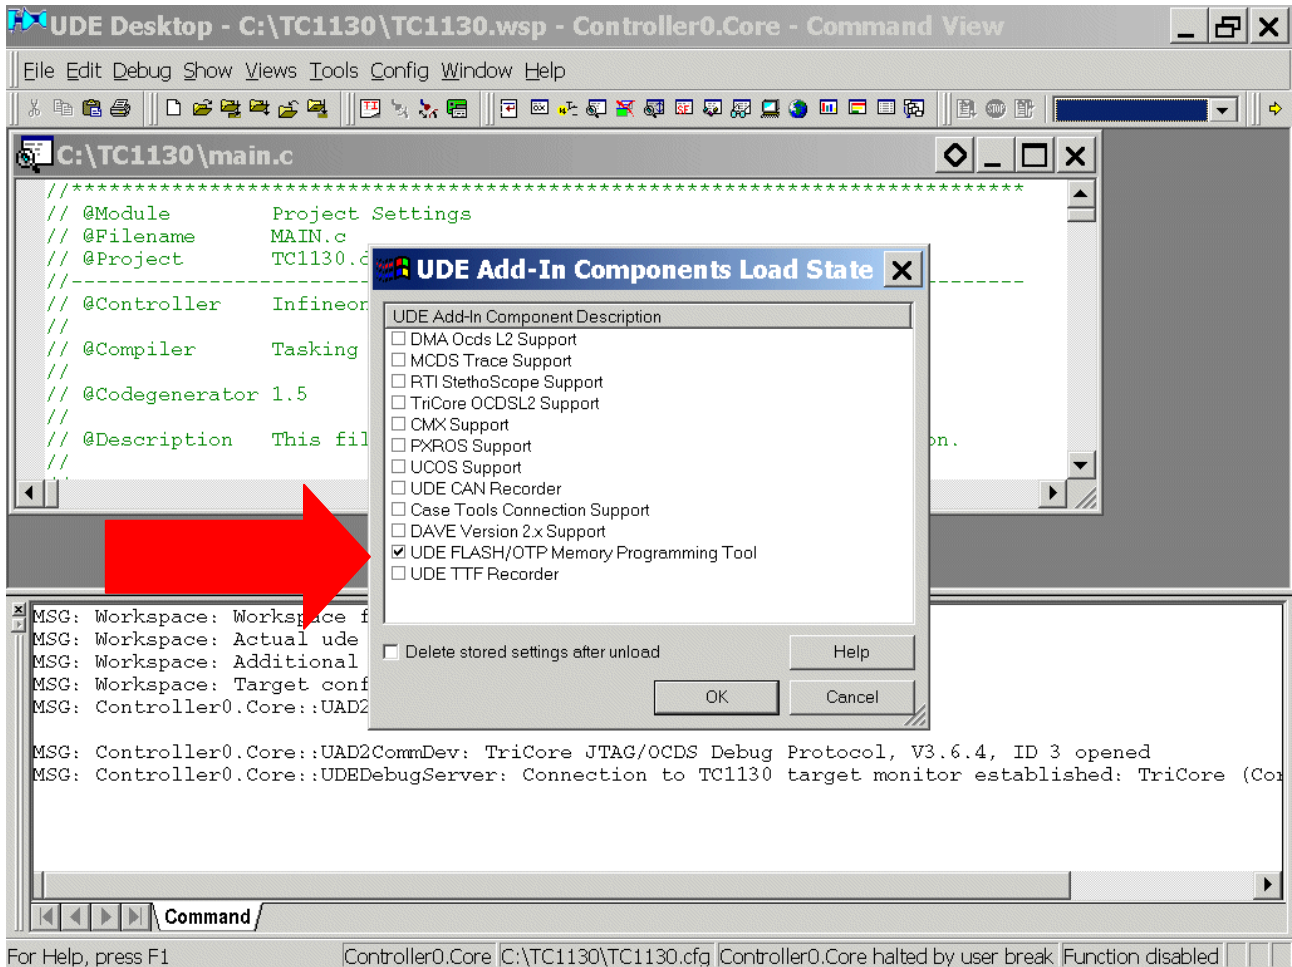 UDE Desktop - C:\TC1130\TC1130.wsp - Controller0.Core - Command View
File Edit Debug Show Views Tools Config Window Help
C:\TC1130\main.c
//****************************************************************************
// @Module        Project Settings
// @Filename      MAIN.c
// @Project       TC1130.
//----------------------------------------------------------------------------
// @Controller    Infineon
//
// @Compiler      Tasking
//
// @Codegenerator 1.5
//
// @Description   This fil on.
//
UDE Add-In Components Load State
UDE Add-In Component Description
DMA Ocds L2 Support
MCDS Trace Support
RTI StethoScope Support
TriCore OCDSL2 Support
CMX Support
PXROS Support
UCOS Support
UDE CAN Recorder
Case Tools Connection Support
DAVE Version 2.x Support
UDE FLASH/OTP Memory Programming Tool
UDE TTF Recorder
Delete stored settings after unload
Help
OK
Cancel
MSG: Workspace: Workspace f
MSG: Workspace: Actual ude
MSG: Workspace: Additional
MSG: Workspace: Target conf
MSG: Controller0.Core::UAD2
MSG: Controller0.Core::UAD2CommDev: TriCore JTAG/OCDS Debug Protocol, V3.6.4, ID 3 opened
MSG: Controller0.Core::UDEDebugServer: Connection to TC1130 target monitor established: TriCore (Cor
Command
For Help, press F1
Controller0.Core C:\TC1130\TC1130.cfg Controller0.Core halted by user break Function disabled